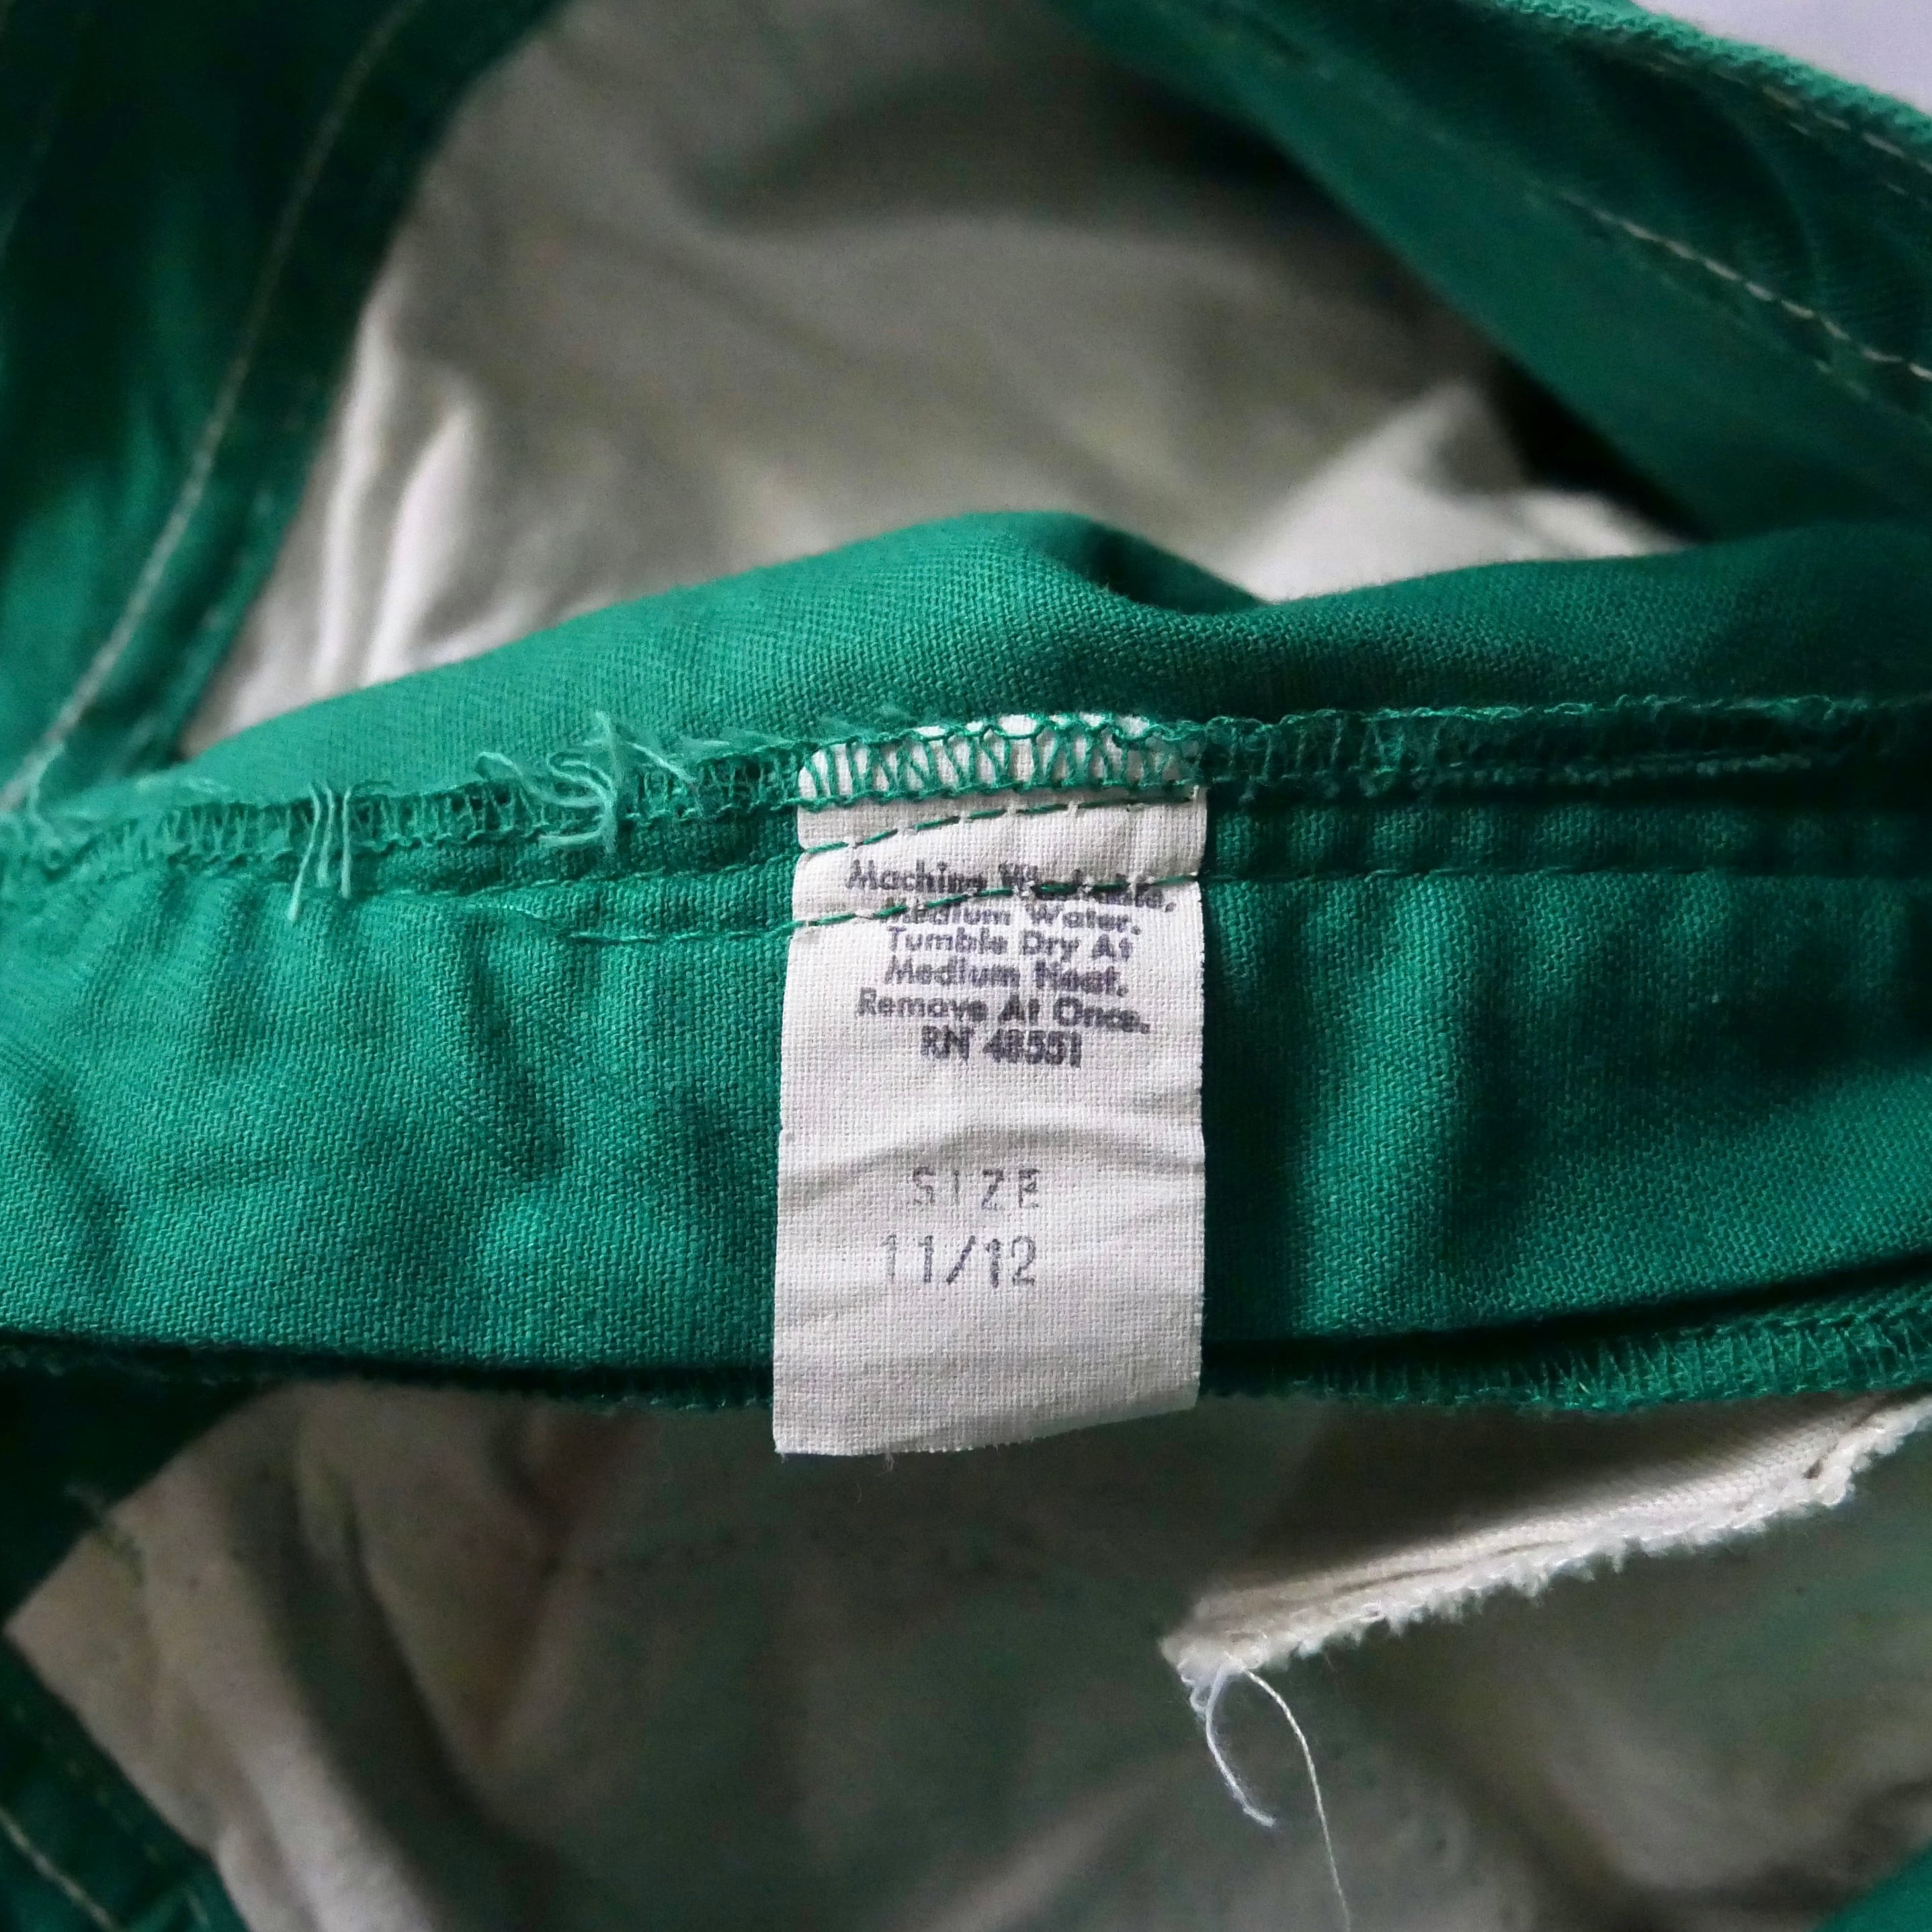 Machine Washable.
Medium Water.
Tumble Dry At
Medium Heat.
Remove At Once.
RN 48551
SIZE
11/12